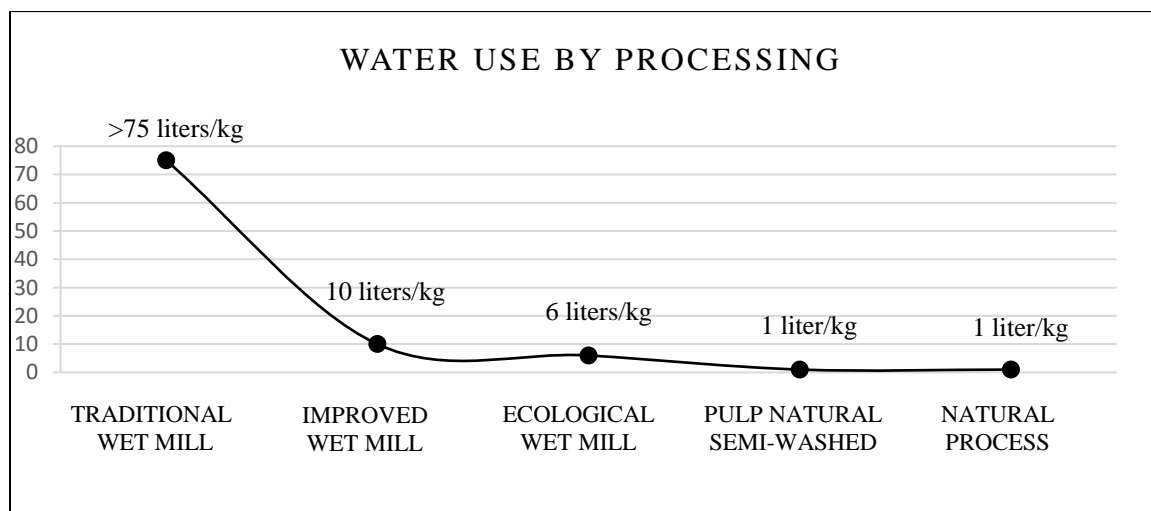 WATER USE BY PROCESSING
>75 liters/kg
80
70
60
50
40
30
20
10
0
10 liters/kg
6 liters/kg
1 liter/kg
1 liter/kg
TRADITIONAL
WET MILL
IMPROVED
WET MILL
ECOLOGICAL
WET MILL
PULP NATURAL
SEMI-WASHED
NATURAL
PROCESS